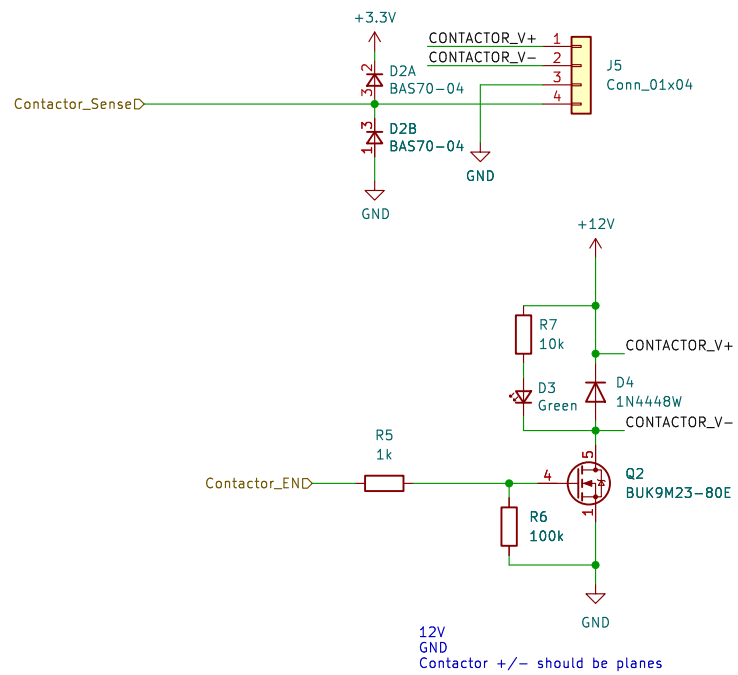 +3.3V
CONTACTOR_V+ 1
CONTACTOR_V- 2
3
4
J5
Conn_01x04
2
D2A
BAS70-04
3
Contactor_Sense
3
D2B
BAS70-04
1
GND
GND
+12V
R7
10k
CONTACTOR_V+
D3
Green
D4
1N4448W
CONTACTOR_V-
R5
1k
Contactor_EN
4
5
Q2
BUK9M23-80E
1
R6
100k
GND
12V
GND
Contactor +/- should be planes